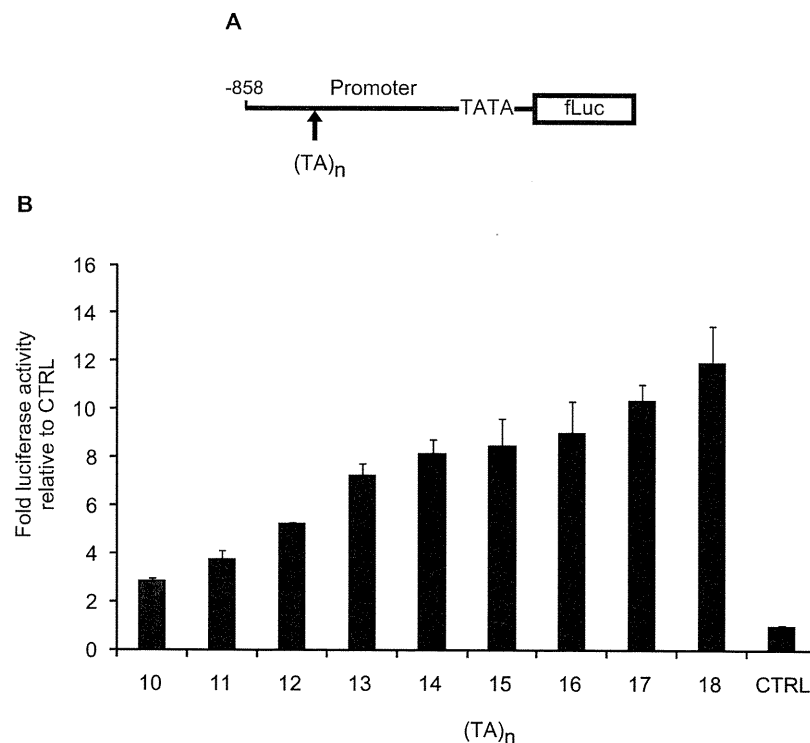 A
-858 Promoter
TATA fLuc
(TA)n
B
Fold luciferase activity
relative to CTRL
16
14
12
10
8
6
4
2
0
10 11 12 13 14 15 16 17 18 CTRL
(TA)n